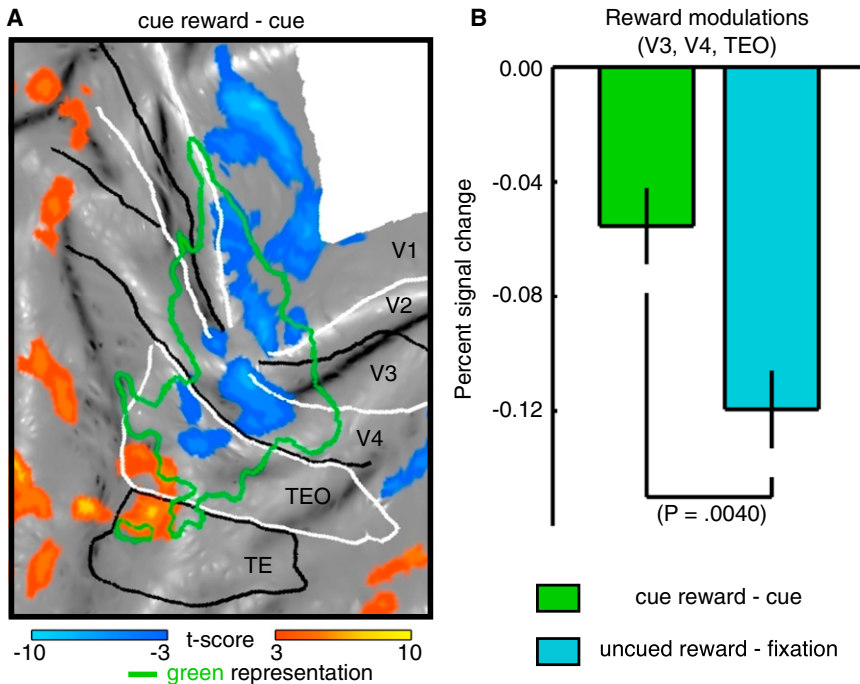 A
cue reward - cue
V1
V2
V3
V4
TEO
TE
-10
-3
t-score
3
10
green representation
B
Reward modulations
(V3, V4, TEO)
Percent signal change
0.00
-0.04
-0.08
-0.12
(P = .0040)
cue reward - cue
uncued reward - fixation